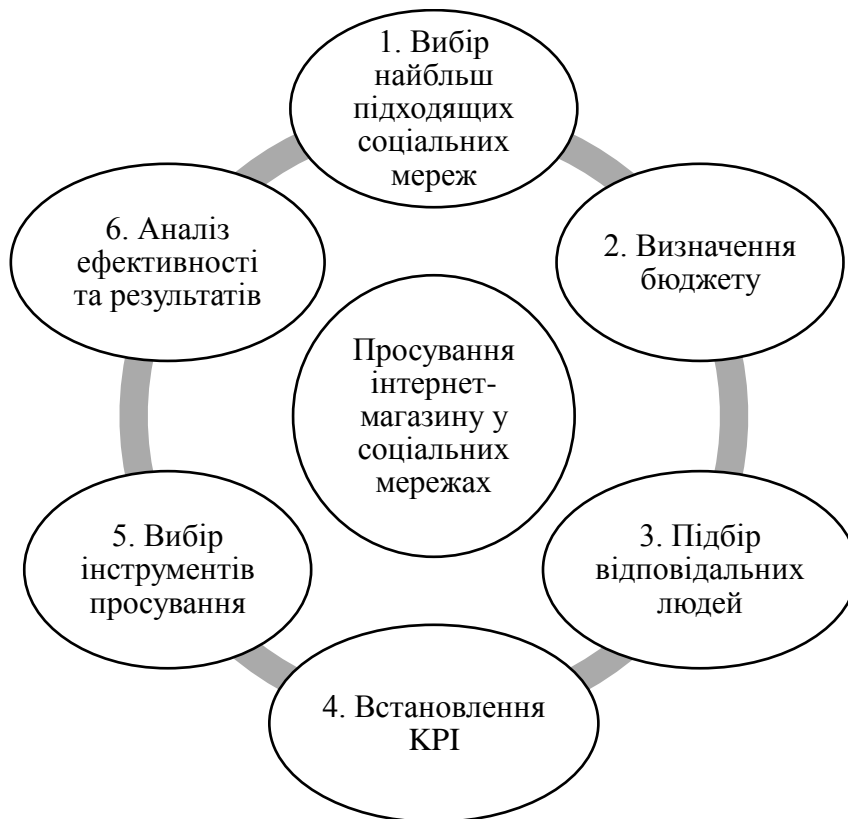 1. Вибір
найбльш
підходящих
соціальних
мереж
2. Визначення
бюджету
3. Підбір
відповідальних
людей
4. Встановлення
KPI
5. Вибір
інструментів
просування
6. Аналіз
ефективності
та результатів
Просування
інтернет-
магазину у
соціальних
мережах